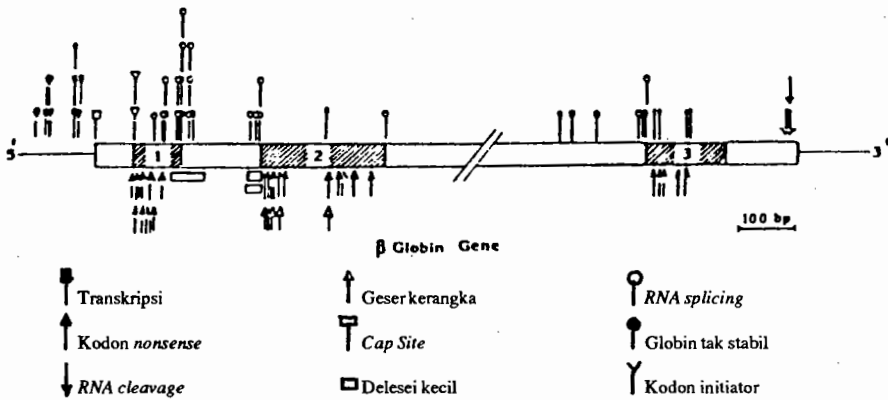 5' 1 2 3 3'
100 bp
β Globin Gene
Transkripsi Geser kerangka RNA splicing
Kodon nonsense Cap Site Globin tak stabil
RNA cleavage Delesei kecil Kodon initiator